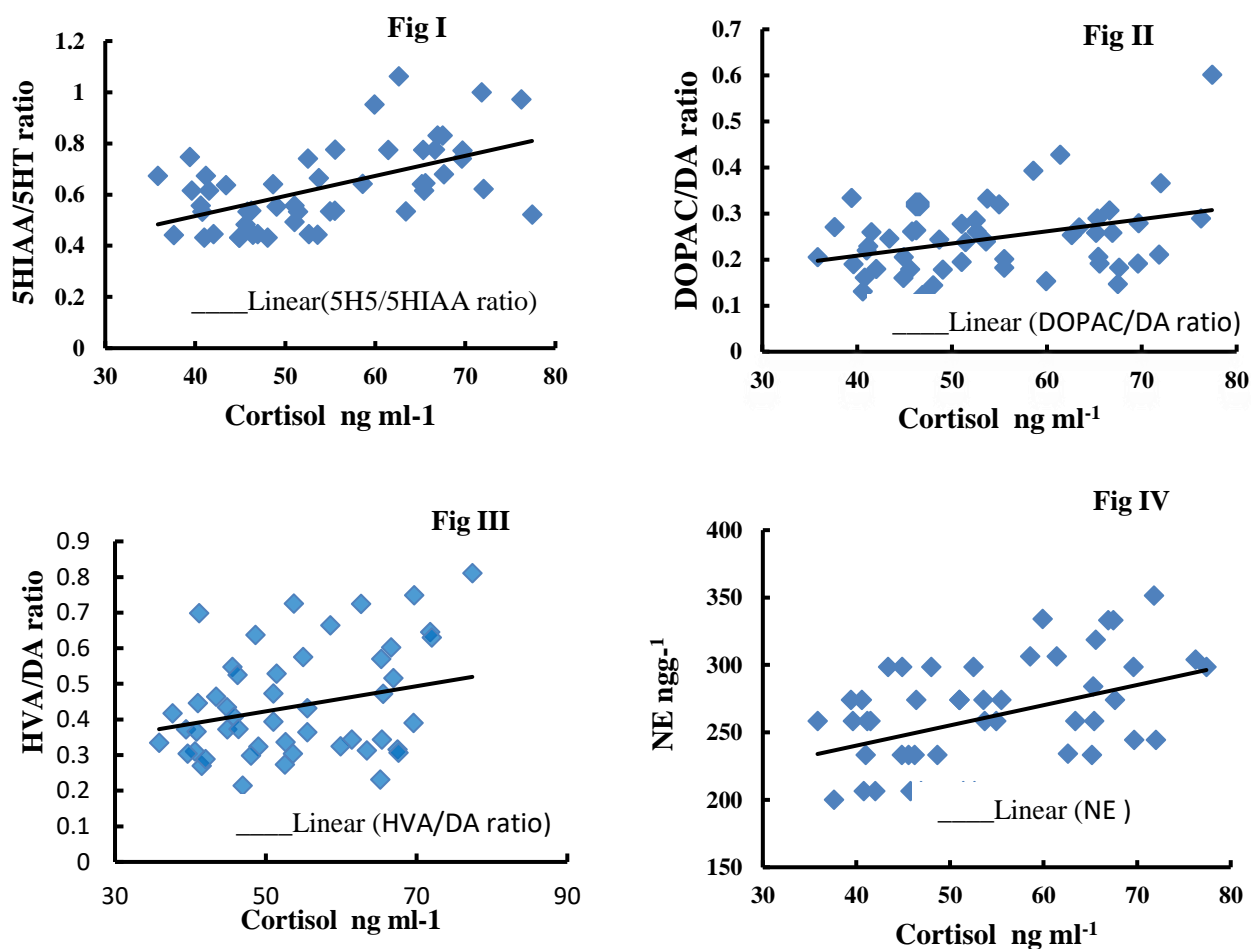 Fig I
5HIAA/5HT ratio
1.2
1
0.8
0.6
0.4
0.2
0
____Linear(5H5/5HIAA ratio)
30 40 50 60 70 80
Cortisol ng ml-1
Fig II
DOPAC/DA ratio
0.7
0.6
0.5
0.4
0.3
0.2
0.1
0
____Linear (DOPAC/DA ratio)
30 40 50 60 70 80
Cortisol ng ml-1
Fig III
HVA/DA ratio
0.9
0.8
0.7
0.6
0.5
0.4
0.3
0.2
0.1
0
____Linear (HVA/DA ratio)
30 50 70 90
Cortisol ng ml-1
Fig IV
NE ngg-1
400
350
300
250
200
150
____Linear (NE )
30 40 50 60 70 80
Cortisol ng ml-1